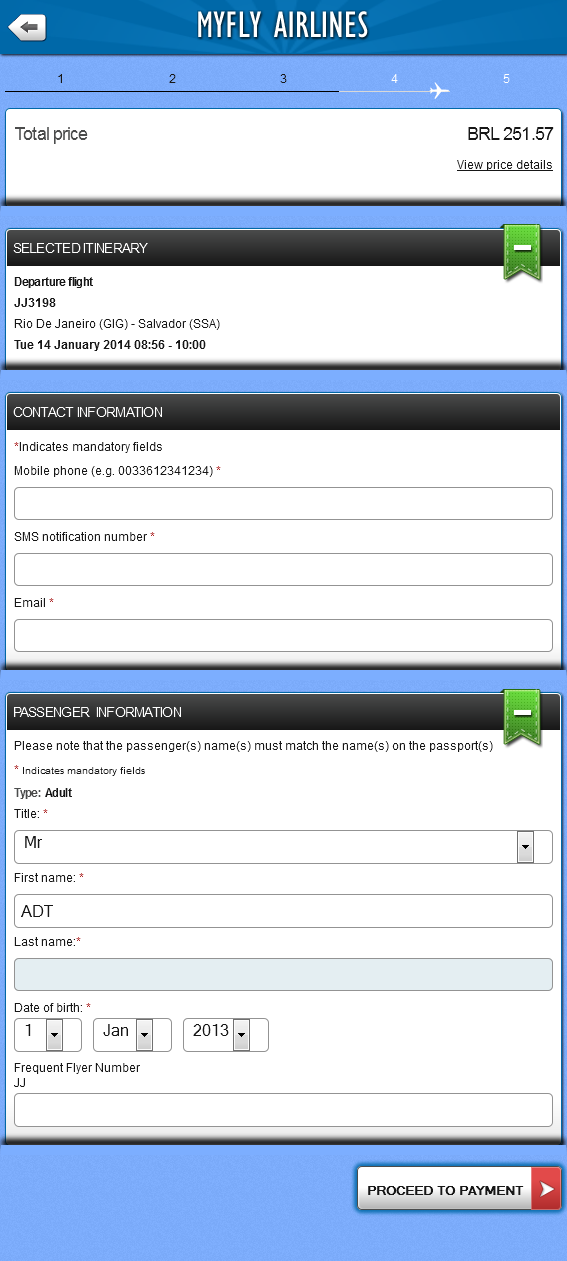 MYFLY AIRLINES
1 2 3 4 5
Total price BRL 251.57
View price details
SELECTED ITINERARY
Departure flight
JJ3198
Rio De Janeiro (GIG) - Salvador (SSA)
Tue 14 January 2014 08:56 - 10:00
CONTACT INFORMATION
*Indicates mandatory fields
Mobile phone (e.g. 0033612341234) *
SMS notification number *
Email *
PASSENGER INFORMATION
Please note that the passenger(s) name(s) must match the name(s) on the passport(s)
* Indicates mandatory fields
Type: Adult
Title: *
Mr
First name: *
ADT
Last name:*
Date of birth: *
1 Jan 2013
Frequent Flyer Number
JJ
PROCEED TO PAYMENT